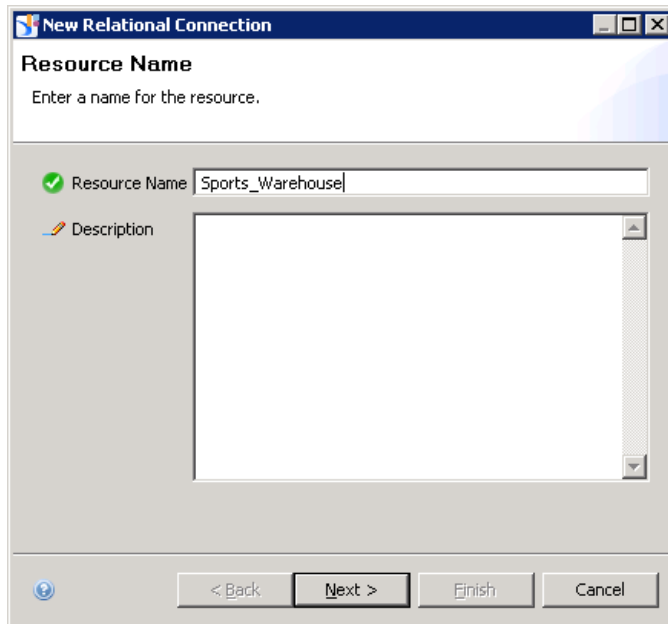 New Relational Connection
Resource Name
Enter a name for the resource.
Resource Name Sports_Warehouse
Description
< Back Next > Finish Cancel